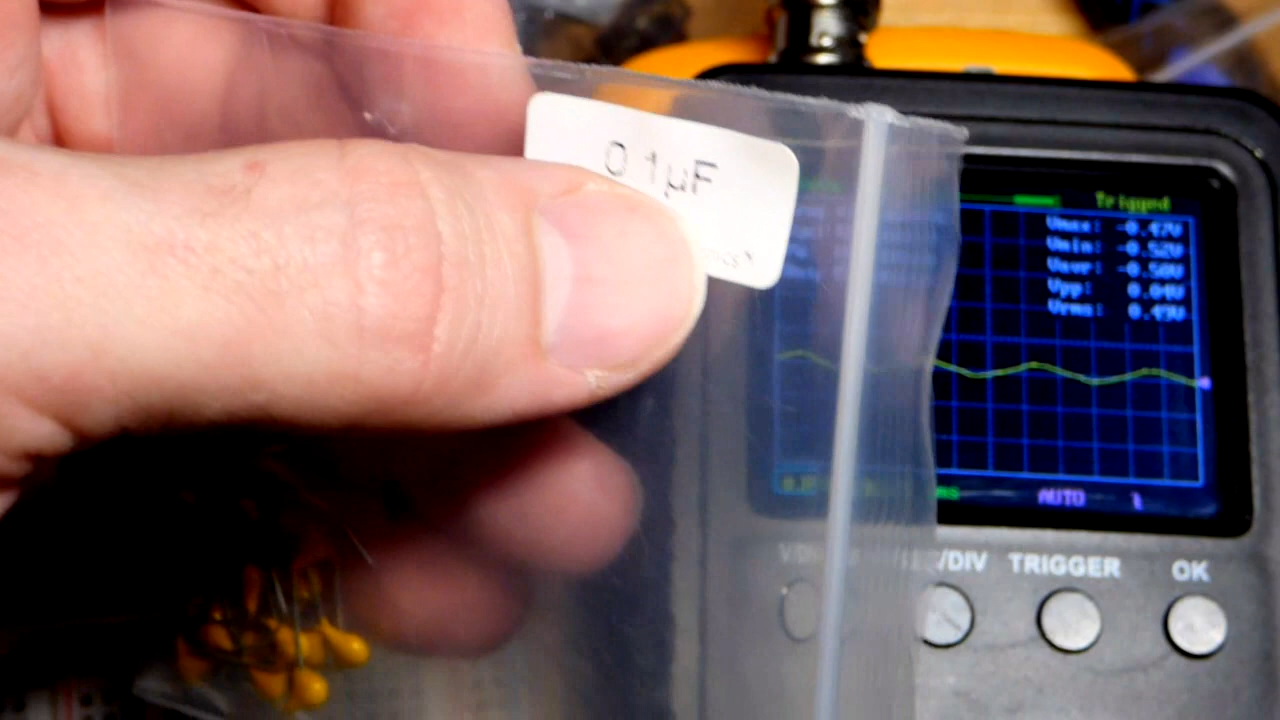 0.1µF
Triggered
Vmax: -0.47V
Vmin: -0.52V
Vavr: -0.50V
Vpp: 0.04V
Vrms: 0.49V
AUTO
/DIV
TRIGGER
OK